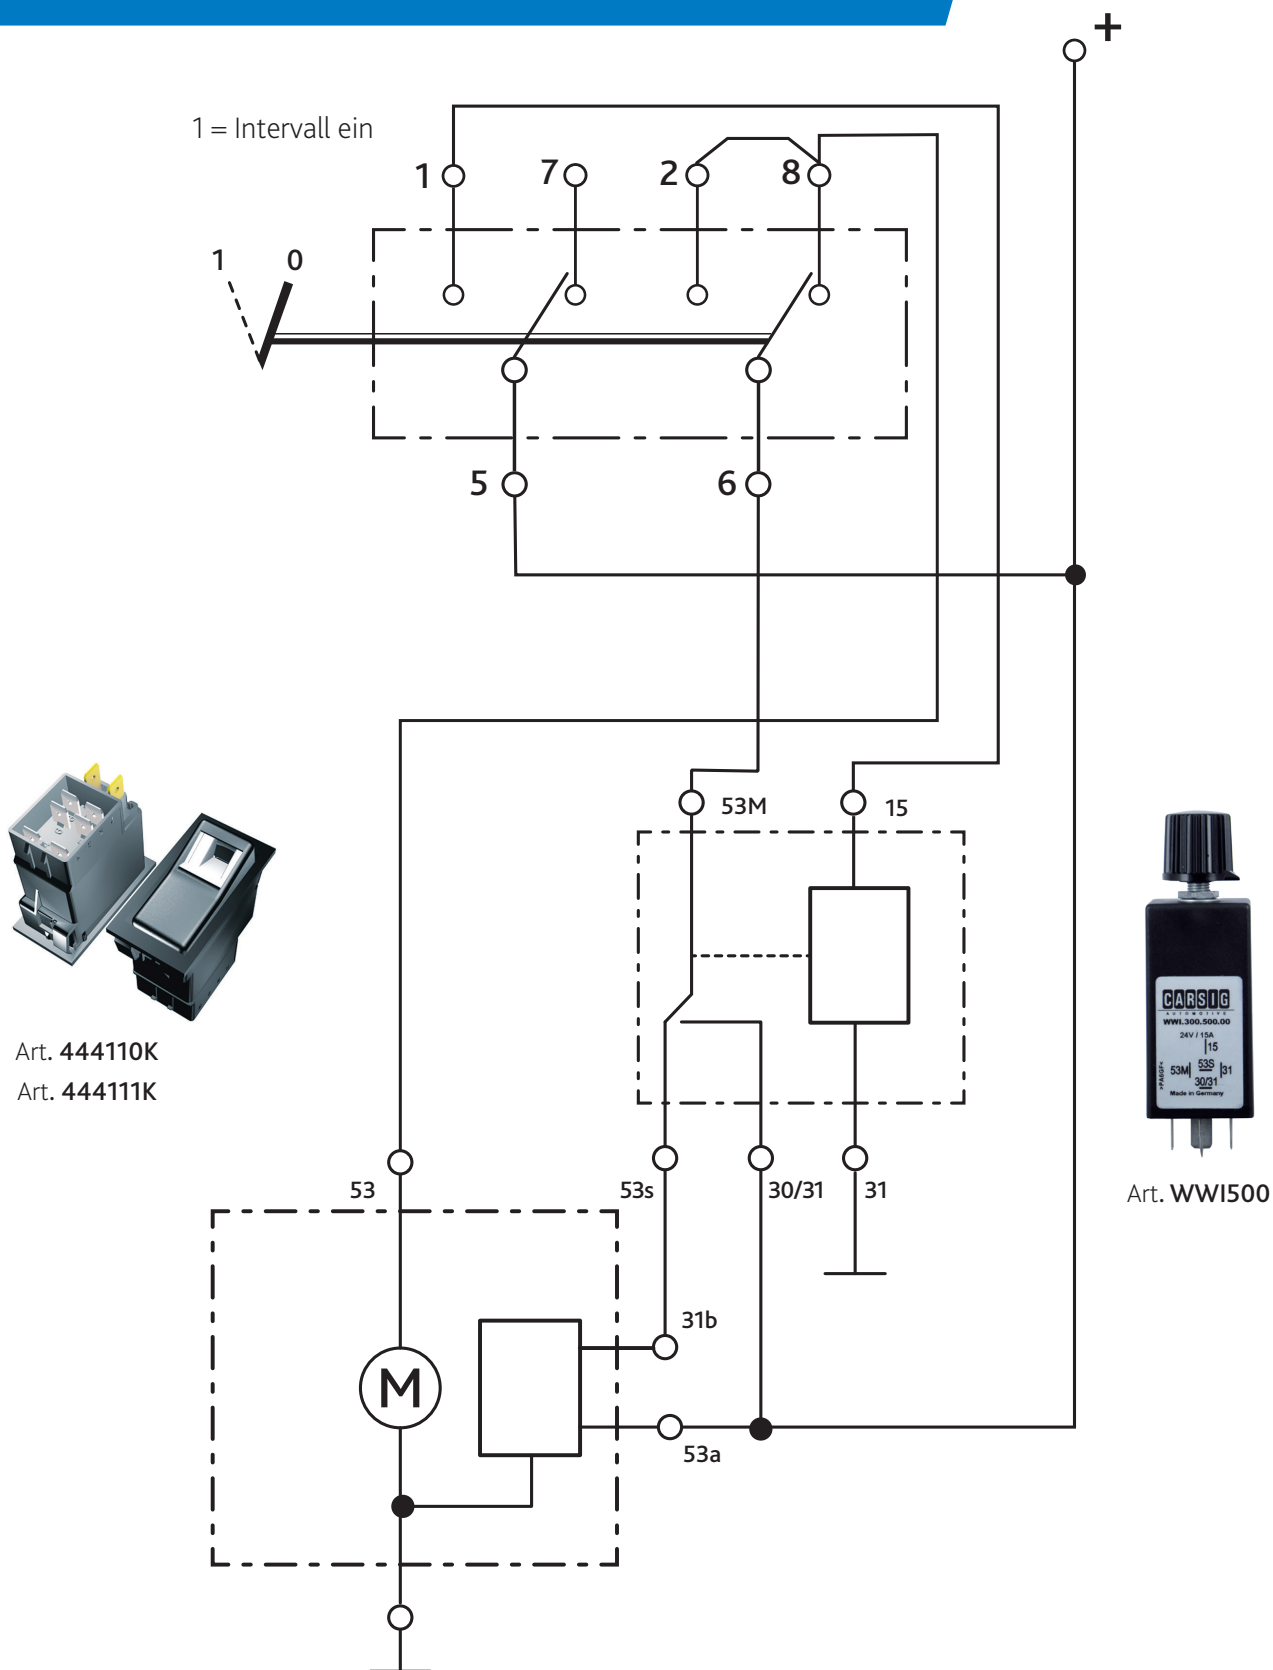 +
1 = Intervall ein
1 7 2 8
1 0
5 6
53M 15
Art. 444110K
Art. 444111K
CARSIG
AUTOMOTIVE
WWI.300.500.00
24V / 15A
15
53M 53S 31
30/31
>PA6GF<
Made in Germany
53 53s 30/31 31
Art. WWI500
31b
M
53a